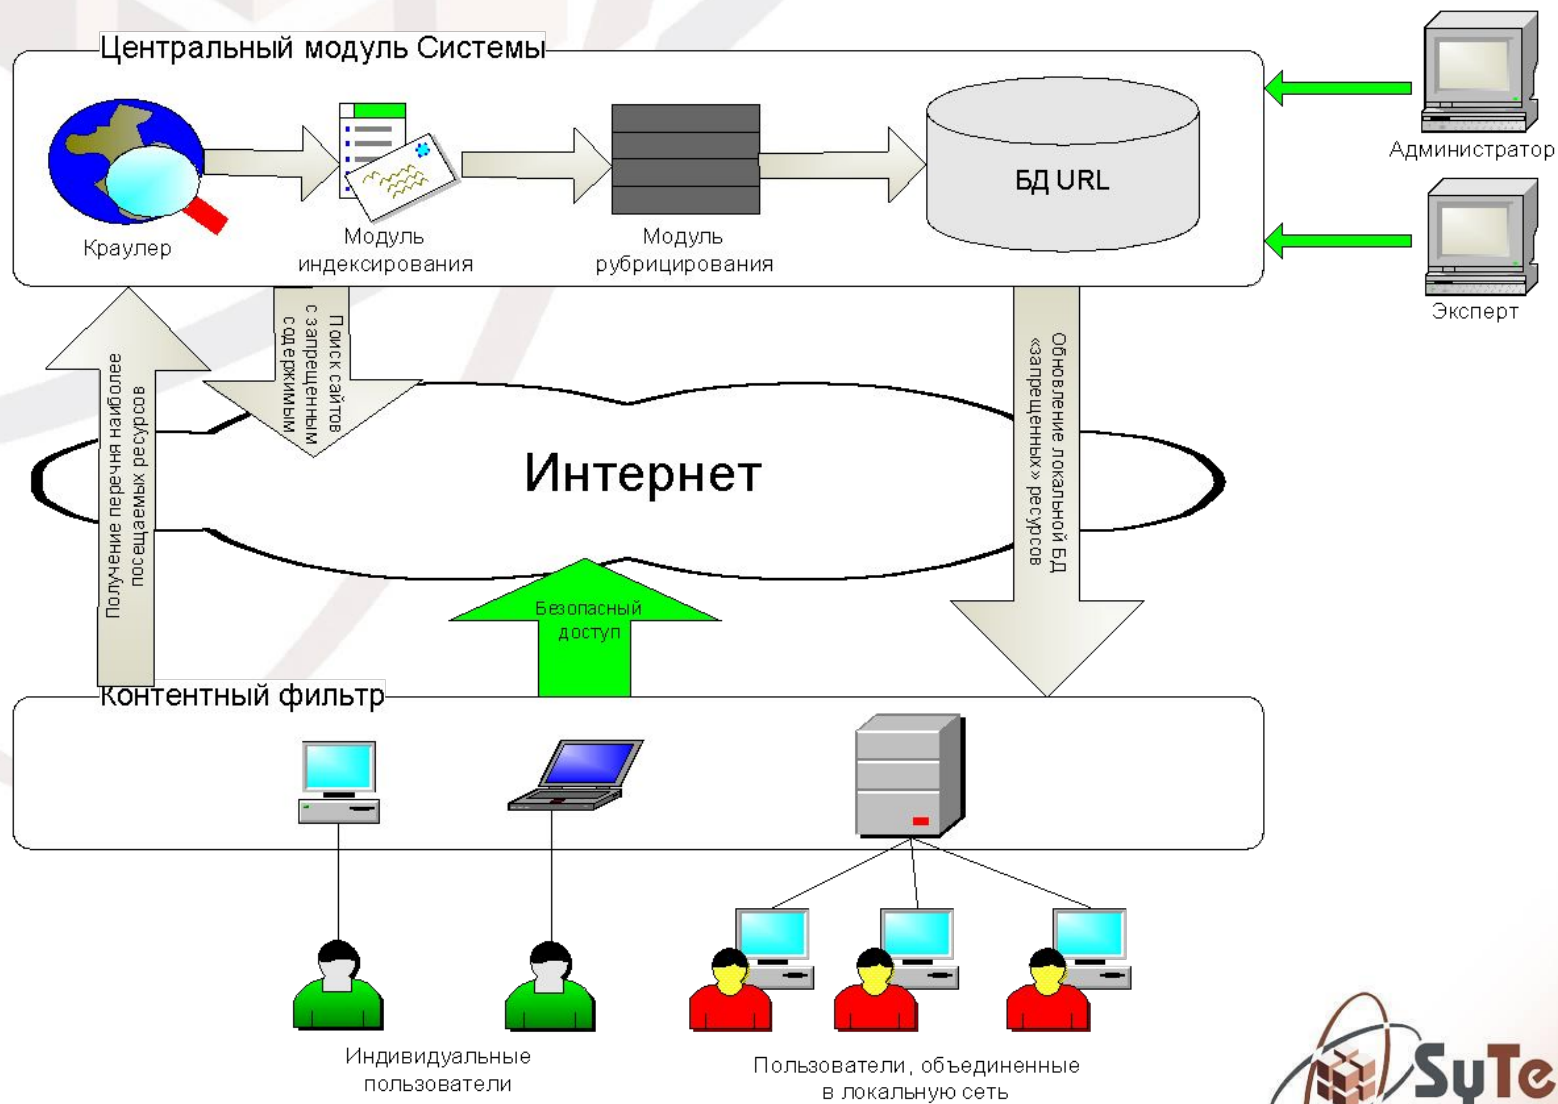 Центральный модуль Системы
Администратор
БД URL
Краулер
Модуль
индексирования
Модуль
рубрицирования
Эксперт
Получение перечня наиболее
посещаемых ресурсов
Поиск сайтов
с запрещенным
содержимым
Обновление локальной БД
«запрещенных» ресурсов
Интернет
Безопасный
доступ
Контентный фильтр
Индивидуальные
пользователи
Пользователи, объединенные
в локальную сеть
SyTe